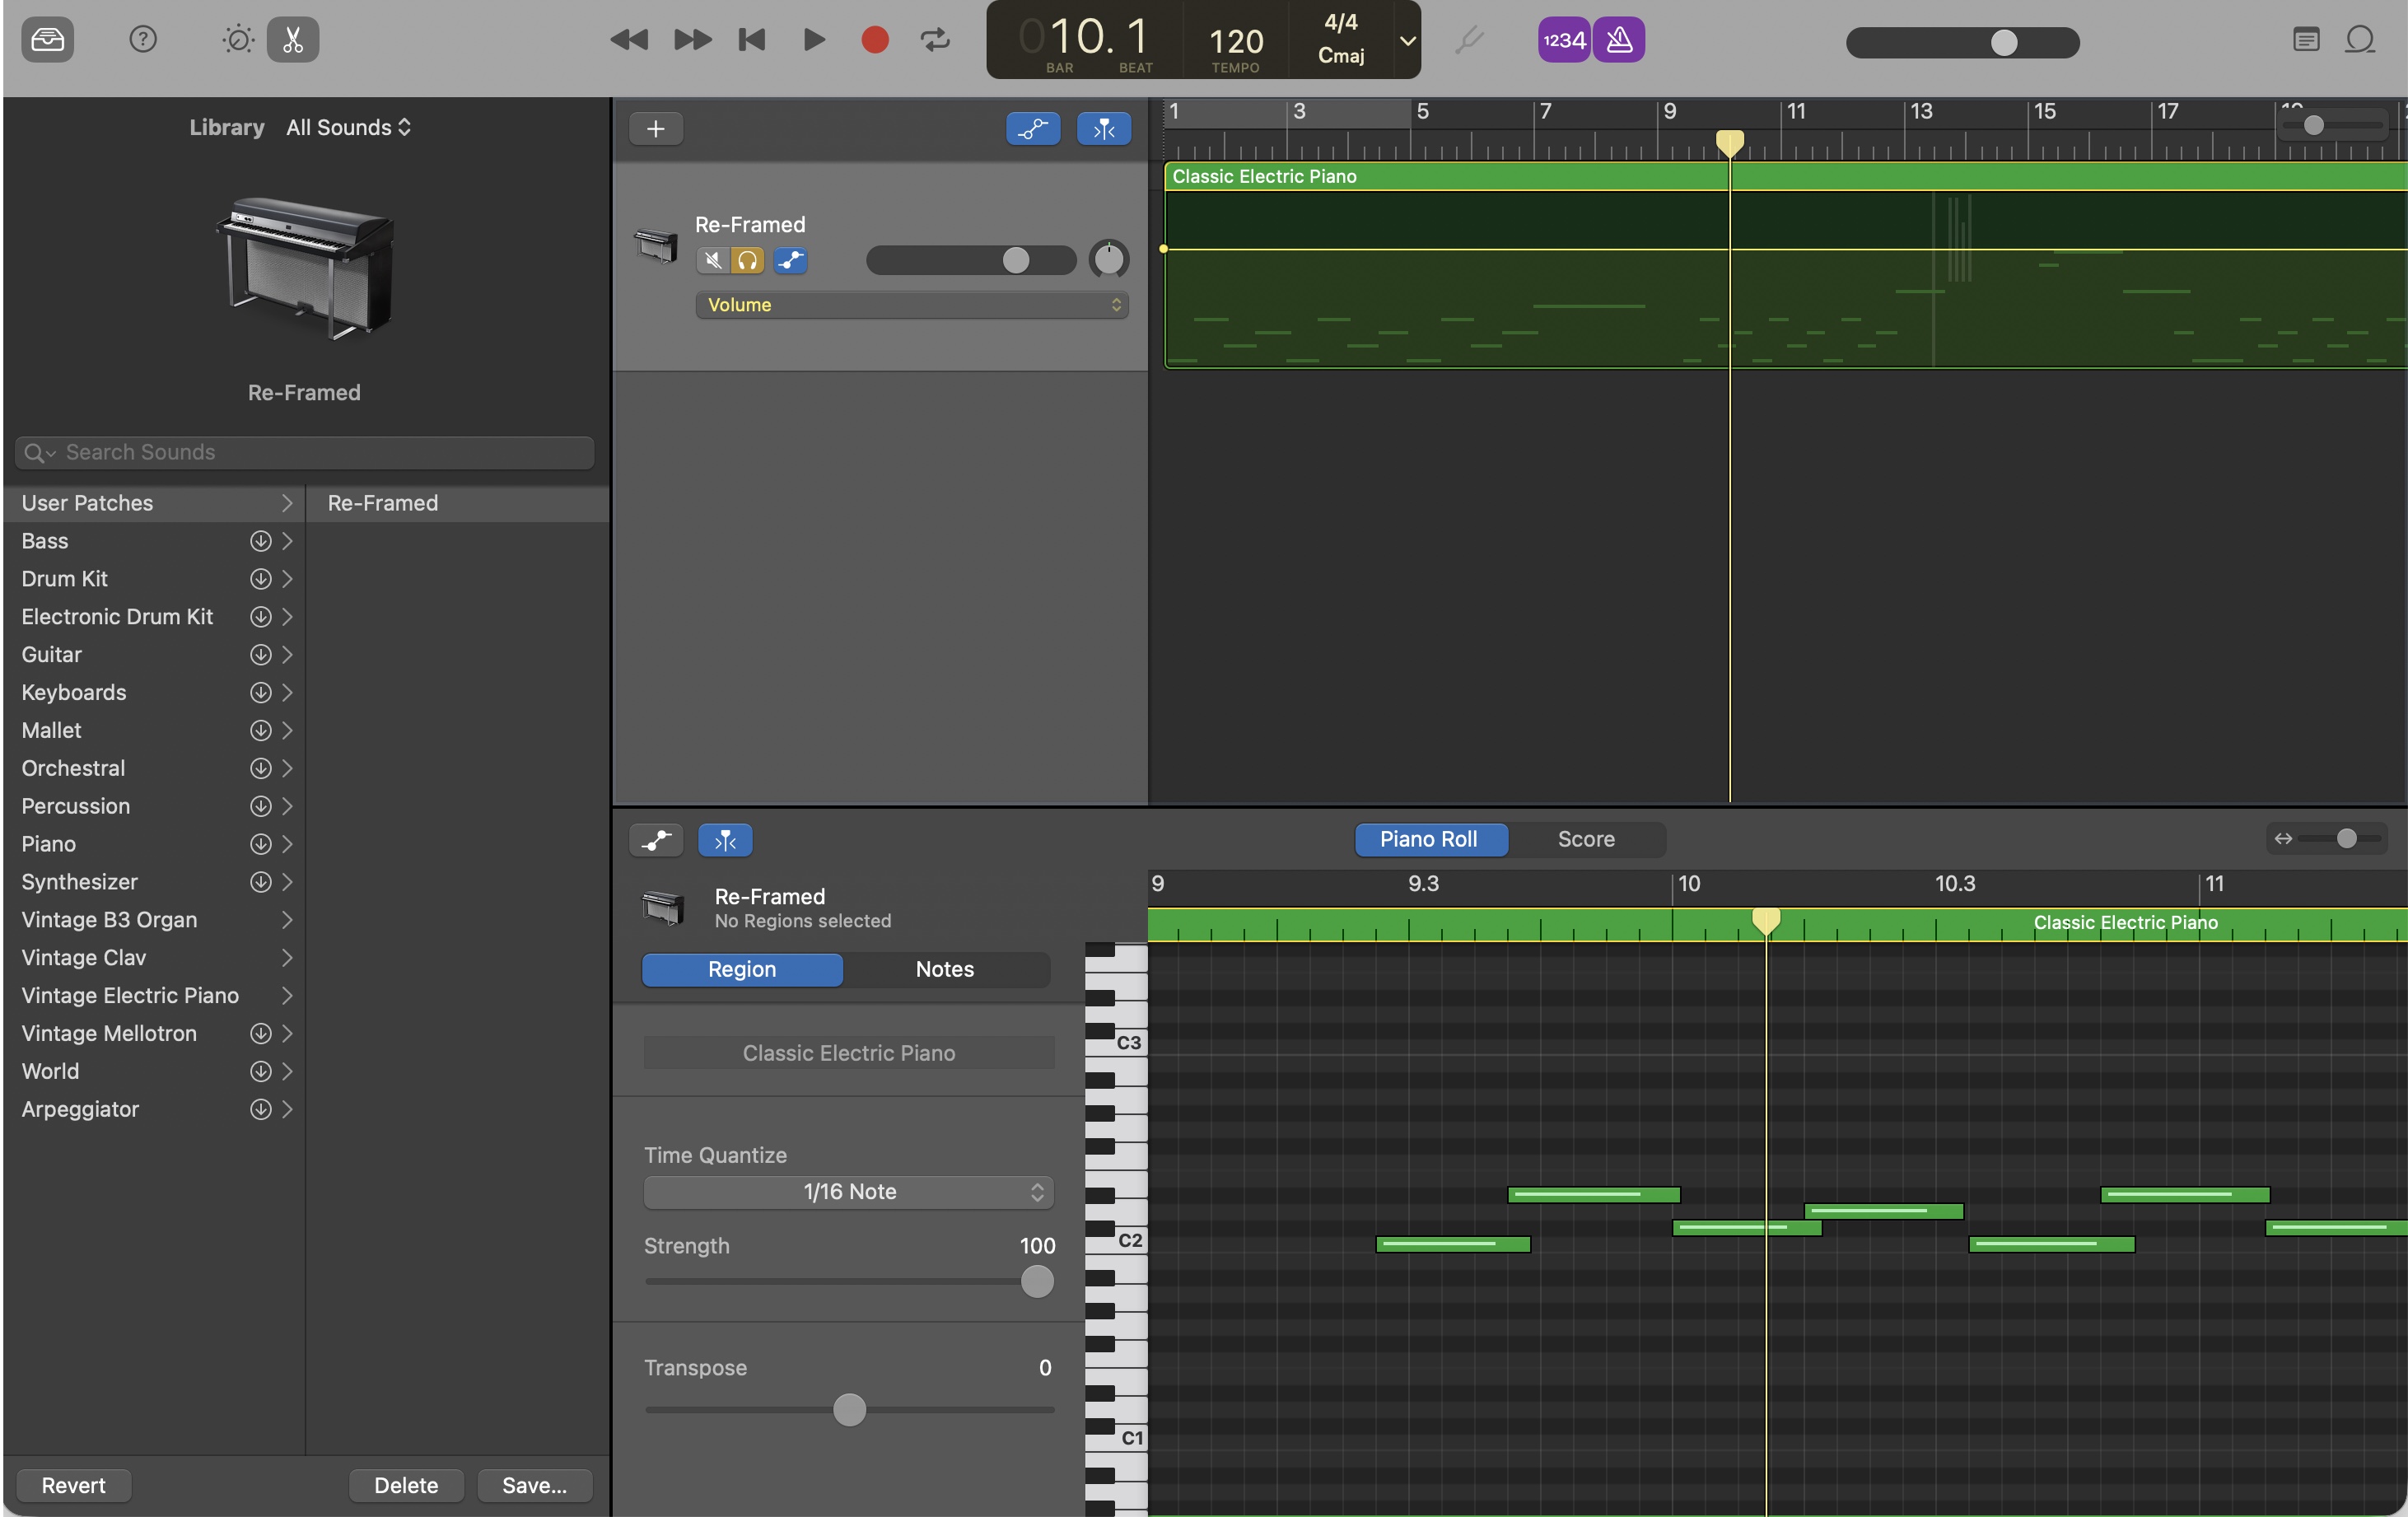 010. 1
BAR
BEAT
120
TEMPO
4/4
Cmaj
1234
Library
All Sounds
Re-Framed
Search Sounds
User Patches
Bass
Drum Kit
Electronic Drum Kit
Guitar
Keyboards
Mallet
Orchestral
Percussion
Piano
Synthesizer
Vintage B3 Organ
Vintage Clav
Vintage Electric Piano
Vintage Mellotron
World
Arpeggiator
Re-Framed
Revert
Delete
Save...
Re-Framed
Volume
1
3
5
7
9
11
13
15
17
Classic Electric Piano
Piano Roll
Score
Re-Framed
No Regions selected
Region
Notes
Classic Electric Piano
Time Quantize
1/16 Note
Strength
100
Transpose
0
9
9.3
10
10.3
11
Classic Electric Piano
C3
C2
C1